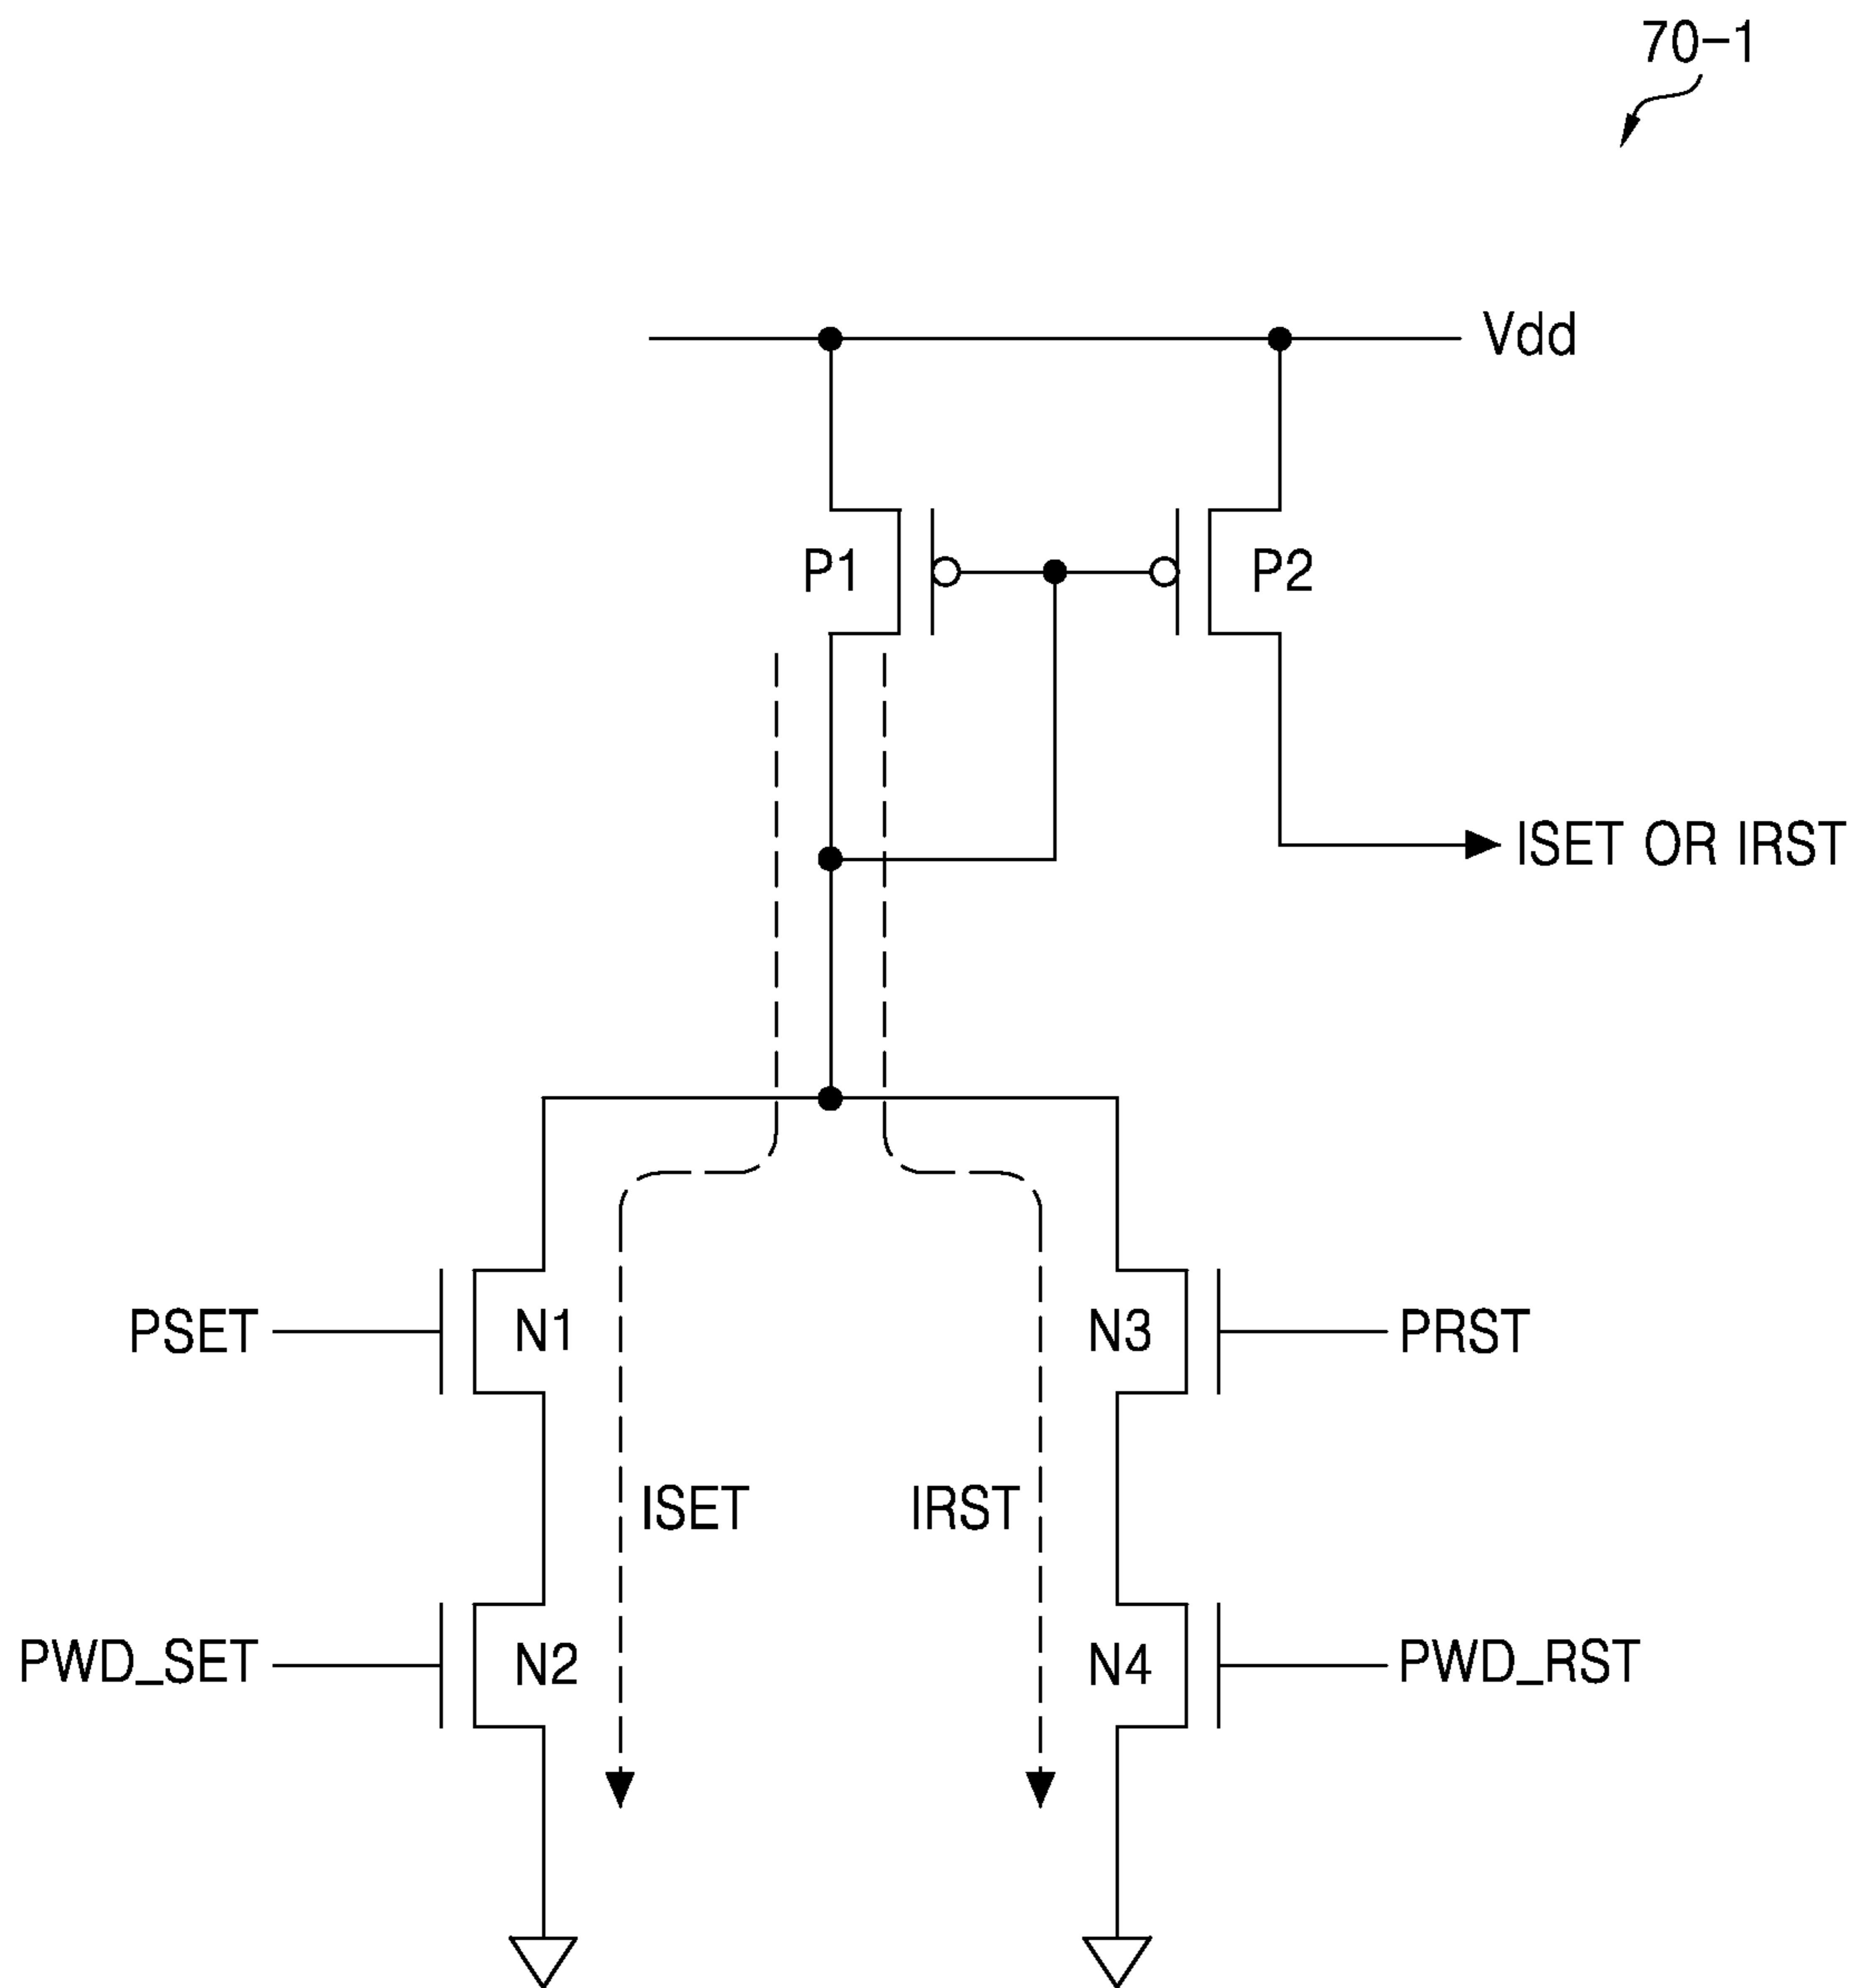 70-1
Vdd
P1
P2
ISET OR IRST
PSET
N1
N3
PRST
ISET
IRST
PWD_SET
N2
N4
PWD_RST